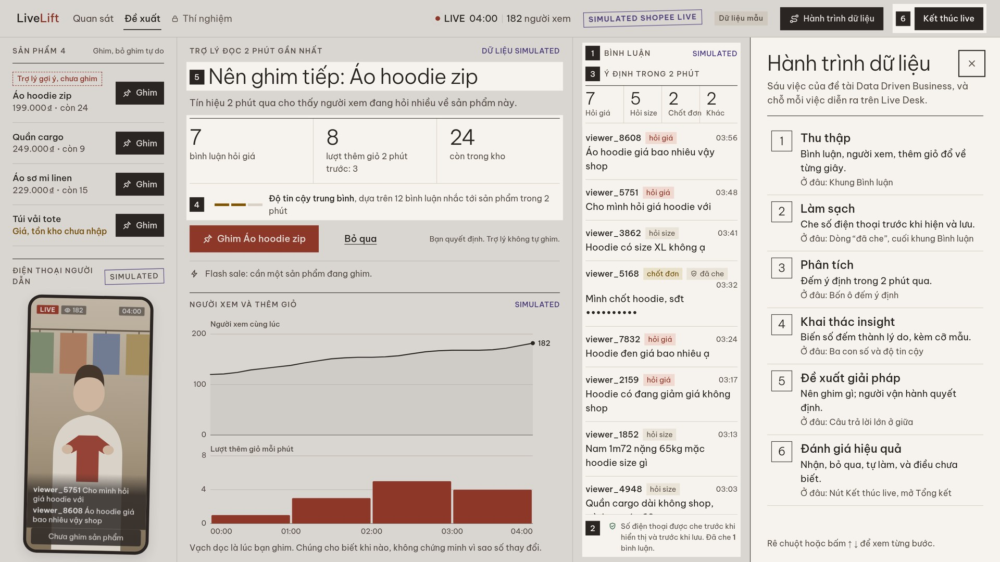 LiveLift
Quan sát
Đề xuất
Thí nghiệm
LIVE 04:00
182 người xem
SIMULATED SHOPEE LIVE
Dữ liệu mẫu
Hành trình dữ liệu
6
Kết thúc live
SẢN PHẨM 4
Ghim, bỏ ghim tự do
Trợ lý gợi ý, chưa ghim
Áo hoodie zip
199.000₫ • còn 24
Ghim
Quần cargo
249.000₫ • còn 9
Ghim
Áo sơ mi linen
229.000₫ • còn 15
Ghim
Túi vải tote
Giá, tồn kho chưa nhập
Ghim
ĐIỆN THOẠI NGƯỜI
DẪN
SIMULATED
LIVE
182
04:00
viewer_5751 Cho mình hỏi
giá hoodie với
viewer_8608 Áo hoodie giá
bao nhiêu vậy shop
Chưa ghim sản phẩm
TRỢ LÝ ĐỌC 2 PHÚT GẦN NHẤT
DỮ LIỆU SIMULATED
5
Nên ghim tiếp: Áo hoodie zip
Tín hiệu 2 phút qua cho thấy người xem đang hỏi nhiều về sản phẩm này.
7
bình luận hỏi giá
8
lượt thêm giỏ 2 phút
trước: 3
24
còn trong kho
4
Độ tin cậy trung bình, dựa trên 12 bình luận nhắc tới sản phẩm trong 2
phút
Ghim Áo hoodie zip
Bỏ qua
Bạn quyết định. Trợ lý không tự ghim.
Flash sale: cần một sản phẩm đang ghim.
NGƯỜI XEM VÀ THÊM GIỎ
SIMULATED
Người xem cùng lúc
200
182
100
0
Lượt thêm giỏ mỗi phút
8
4
0
00:00
01:00
02:00
03:00
04:00
Vạch dọc là lúc bạn ghim. Chúng cho biết khi nào, không chứng minh vì sao số thay đổi.
1
BÌNH LUẬN
SIMULATED
3
Ý ĐỊNH TRONG 2 PHÚT
7
Hỏi giá
5
Hỏi size
2
Chốt đơn
2
Khác
viewer_8608 hỏi giá 03:56
Áo hoodie giá bao nhiêu vậy
shop
viewer_5751 hỏi giá 03:48
Cho mình hỏi giá hoodie với
viewer_3862 hỏi size 03:41
Hoodie có size XL không ạ
viewer_5168 chốt đơn đã che
03:32
Mình chốt hoodie, sđt
••••••••••
viewer_7832 hỏi giá 03:24
Hoodie đen giá bao nhiêu ạ
viewer_2159 hỏi giá 03:17
Hoodie có đang giảm giá không
shop
viewer_1852 hỏi size 03:13
Nam 1m72 nặng 65kg mặc
hoodie size gì
viewer_4948 hỏi size 03:03
Quần cargo dài không shop,
2
Số điện thoại được che trước khi
hiển thị và trước khi lưu. Đã che 1
bình luận.
Hành trình dữ liệu
×
Sáu việc của đề tài Data Driven Business, và
chỗ mỗi việc diễn ra trên Live Desk.
1
Thu thập
Bình luận, người xem, thêm giỏ đổ về
từng giây.
Ở đâu: Khung Bình luận
2
Làm sạch
Che số điện thoại trước khi hiện và lưu.
Ở đâu: Dòng “đã che”, cuối khung Bình luận
3
Phân tích
Đếm ý định trong 2 phút qua.
Ở đâu: Bốn ô đếm ý định
4
Khai thác insight
Biến số đếm thành lý do, kèm cỡ mẫu.
Ở đâu: Ba con số và độ tin cậy
5
Đề xuất giải pháp
Nên ghim gì; người vận hành quyết
định.
Ở đâu: Câu trả lời lớn ở giữa
6
Đánh giá hiệu quả
Nhận, bỏ qua, tự làm, và điều chưa
biết.
Ở đâu: Nút Kết thúc live, mở Tổng kết
Rê chuột hoặc bấm ↑ ↓ để xem từng bước.